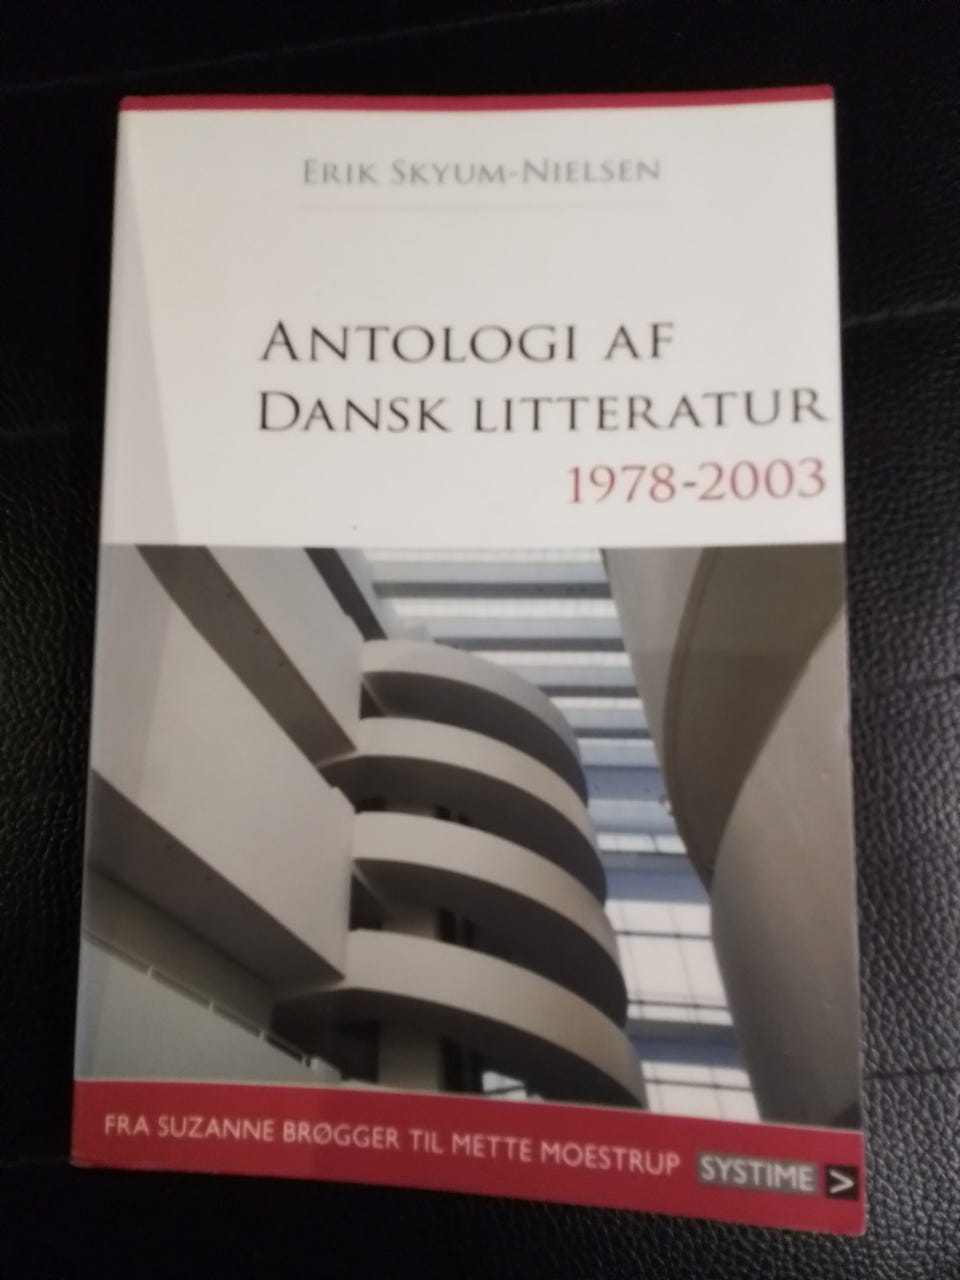 ERIK SKYUM-NIELSEN
ANTOLOGI AF
DANSK LITTERATUR
1978-2003
FRA SUZANNE BRØGGER TIL METTE MOESTRUP SYSTIME >